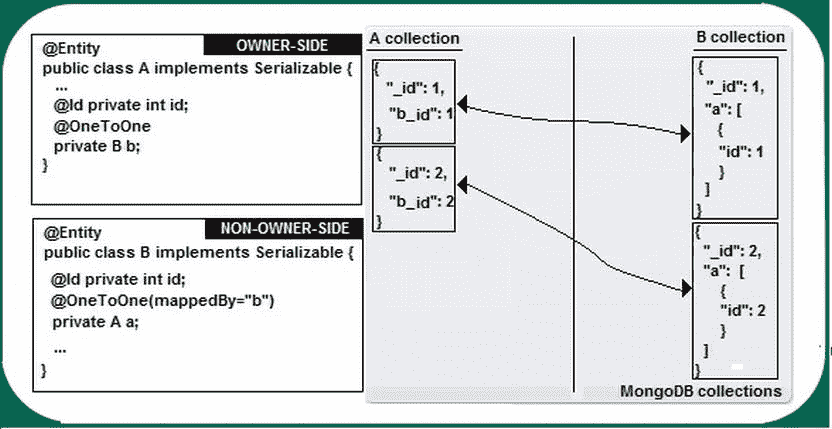 OWNER-SIDE
@Entity
public class A implements Serializable {
...
@Id private int id;
@OneToOne
private B b;
}
NON-OWNER-SIDE
@Entity
public class B implements Serializable {
@Id private int id;
@OneToOne(mappedBy="b")
private A a;
...
}
A collection
{
"_id": 1,
"b_id": 1
}
{
"_id": 2,
"b_id": 2
}
B collection
{
"_id": 1,
"a": [
{
"id": 1
}
]
}
{
"_id": 2,
"a": [
{
"id": 2
}
]
}
MongoDB collections